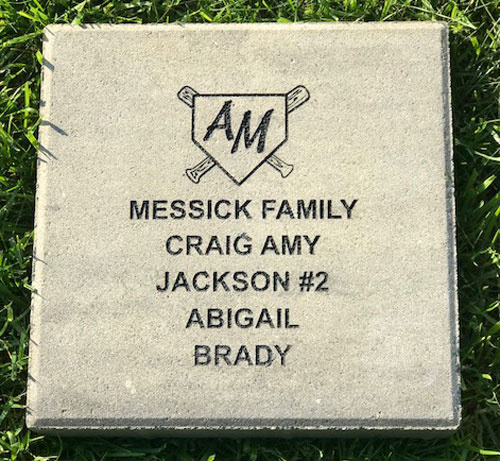 AM
MESSICK FAMILY
CRAIG AMY
JACKSON #2
ABIGAIL
BRADY